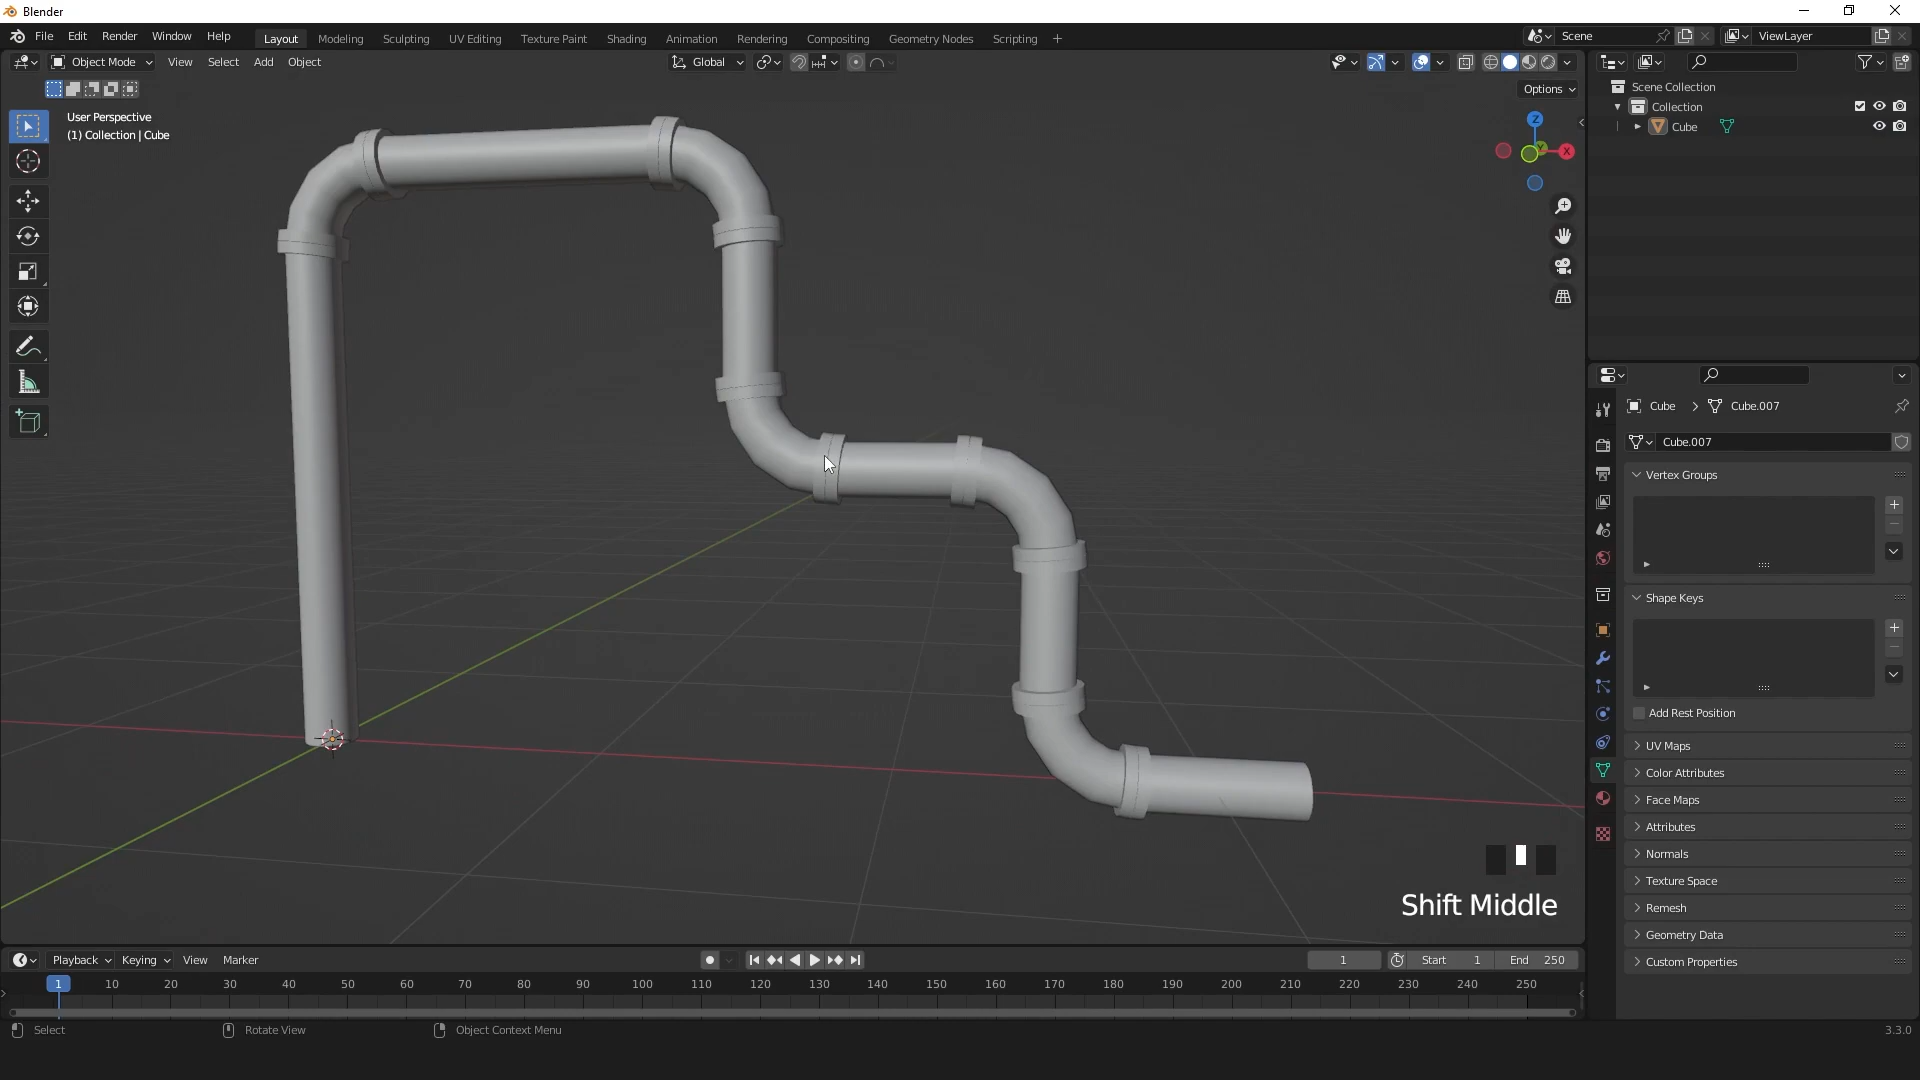 Blender
File Edit Render Window Help Layout Modeling Sculpting UV Editing Texture Paint Shading Animation Rendering Compositing Geometry Nodes Scripting + Scene ViewLayer
Object Mode View Select Add Object Global
Options
User Perspective
(1) Collection | Cube
Z
X
Y
Scene Collection
Collection
Cube
Cube > Cube.007
Cube.007
Vertex Groups
Shape Keys
Add Rest Position
UV Maps
Color Attributes
Face Maps
Attributes
Normals
Texture Space
Remesh
Geometry Data
Custom Properties
Shift Middle
Playback Keying View Marker 1 Start 1 End 250
1 10 20 30 40 50 60 70 80 90 100 110 120 130 140 150 160 170 180 190 200 210 220 230 240 250
Select Rotate View Object Context Menu 3.3.0